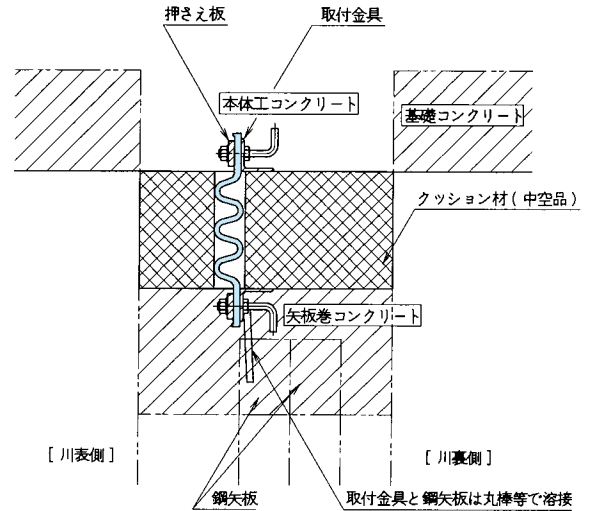 押さえ板
取付金具
本体工コンクリート
基礎コンクリート
クッション材(中空品)
矢板巻コンクリート
[川表側]
[川裏側]
鋼矢板
取付金具と鋼矢板は丸棒等で溶接